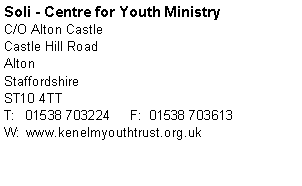 Soli - Centre for Youth Ministry
C/O Alton Castle
Castle Hill Road
Alton
Staffordshire
ST10 4TT
T: 01538 703224 F: 01538 703613
W: www.kenelmyouthtrust.org.uk